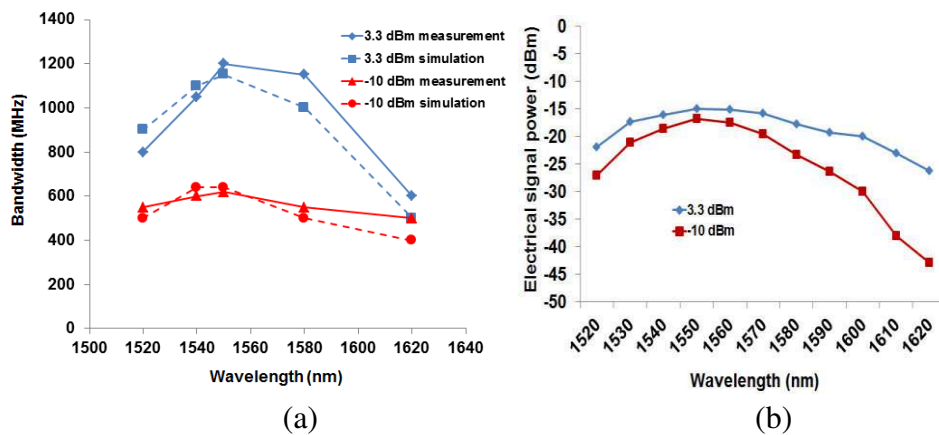 1400
1200
1000
800
600
400
200
0
Bandwidth (MHz)
3.3 dBm measurement
3.3 dBm simulation
-10 dBm measurement
-10 dBm simulation
1500 1520 1540 1560 1580 1600 1620 1640
Wavelength (nm)
(a)
-0
-5
-10
-15
-20
-25
-30
-35
-40
-45
-50
Electrical signal power (dBm)
3.3 dBm
-10 dBm
1520 1530 1540 1550 1560 1570 1580 1590 1600 1610 1620
Wavelength (nm)
(b)